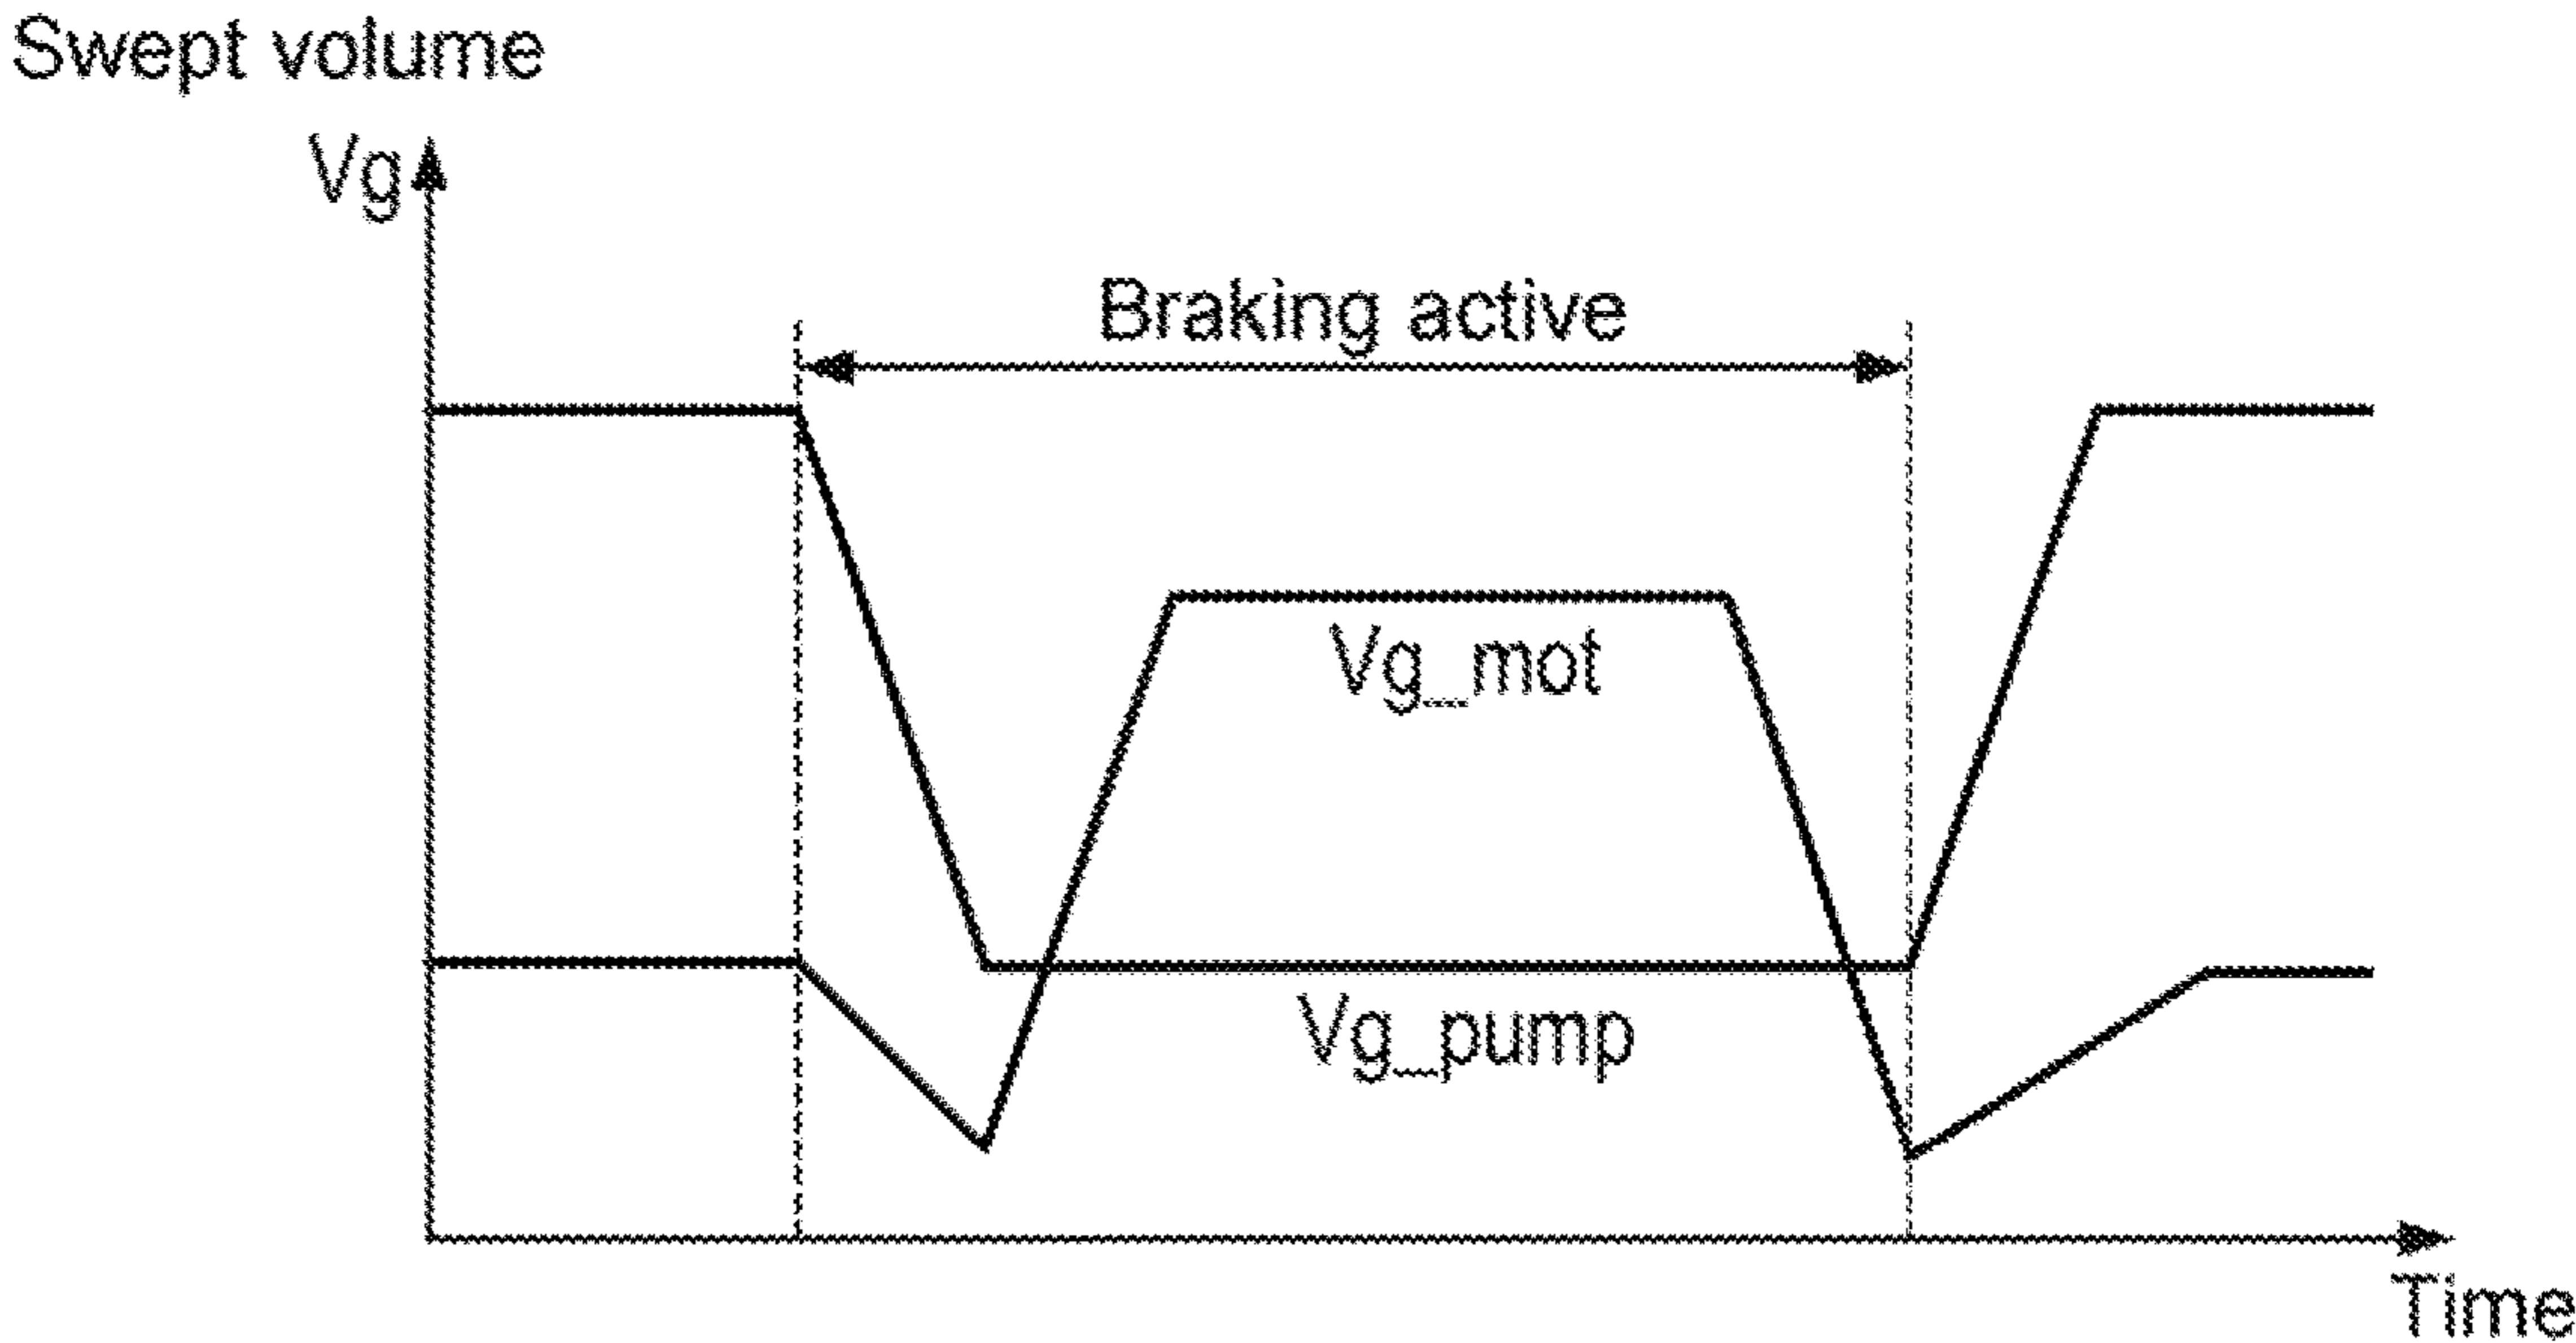 Swept volume
Vg
Braking active
Vg_mot
Vg_pump
Time